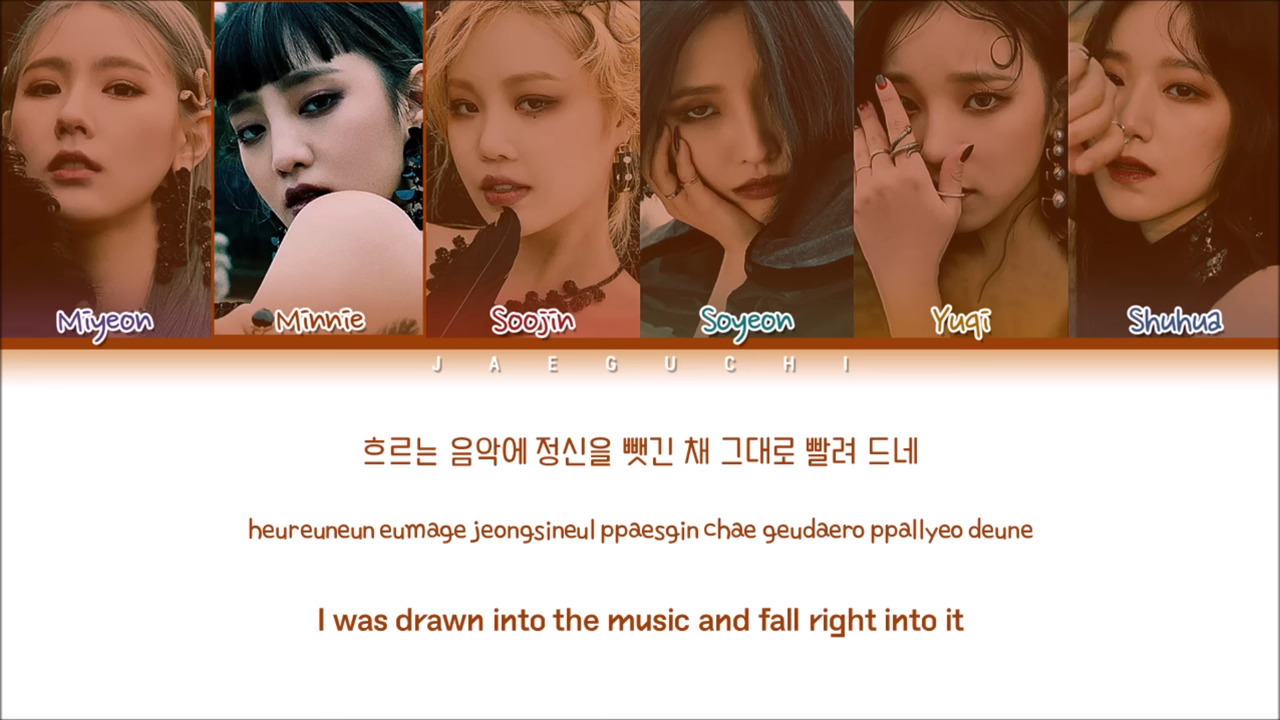 Miyeon Minnie Soojin Soyeon Yuqi Shuhua
JAEGUCHI
흐르는 음악에 정신을 뺏긴 채 그대로 빨려 드네
heureuneun eumage jeongsineul ppaesgin chae geudaero ppallyeo deune
I was drawn into the music and fall right into it